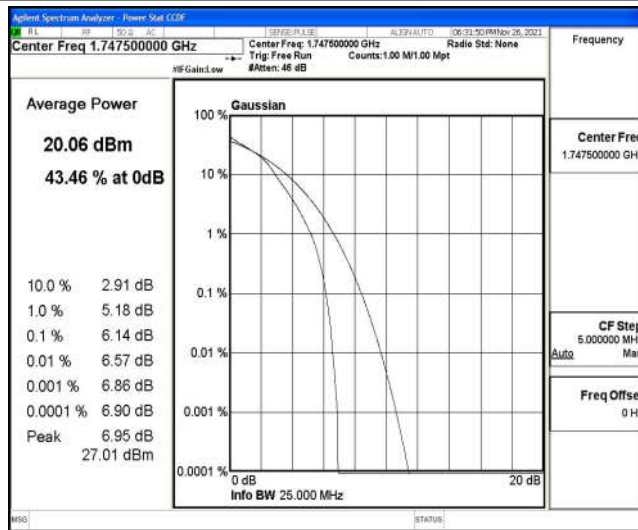 Agilent Spectrum Analyzer - Power Stat CCDF
RL RF 50 Ω AC SENSE:PULSE ALIGNAUTO 06:31:50 PM Nov 26, 2021
Center Freq 1.747500000 GHz
Center Freq: 1.747500000 GHz Radio Std: None
Trig: Free Run Counts:1.00 M/1.00 Mpt
#IFGain:Low #Atten: 46 dB
Frequency
Average Power
20.06 dBm
43.46 % at 0dB
10.0 % 2.91 dB
1.0 % 5.18 dB
0.1 % 6.14 dB
0.01 % 6.57 dB
0.001 % 6.86 dB
0.0001 % 6.90 dB
Peak 6.95 dB
27.01 dBm
Gaussian
100 %
10 %
1 %
0.1 %
0.01 %
0.001 %
0.0001 %
0 dB 20 dB
Info BW 25.000 MHz
Center Fre
1.747500000 GH
CF Step
5.000000 MH
Auto Ma
Freq Offse
0 H
MSG STATUS